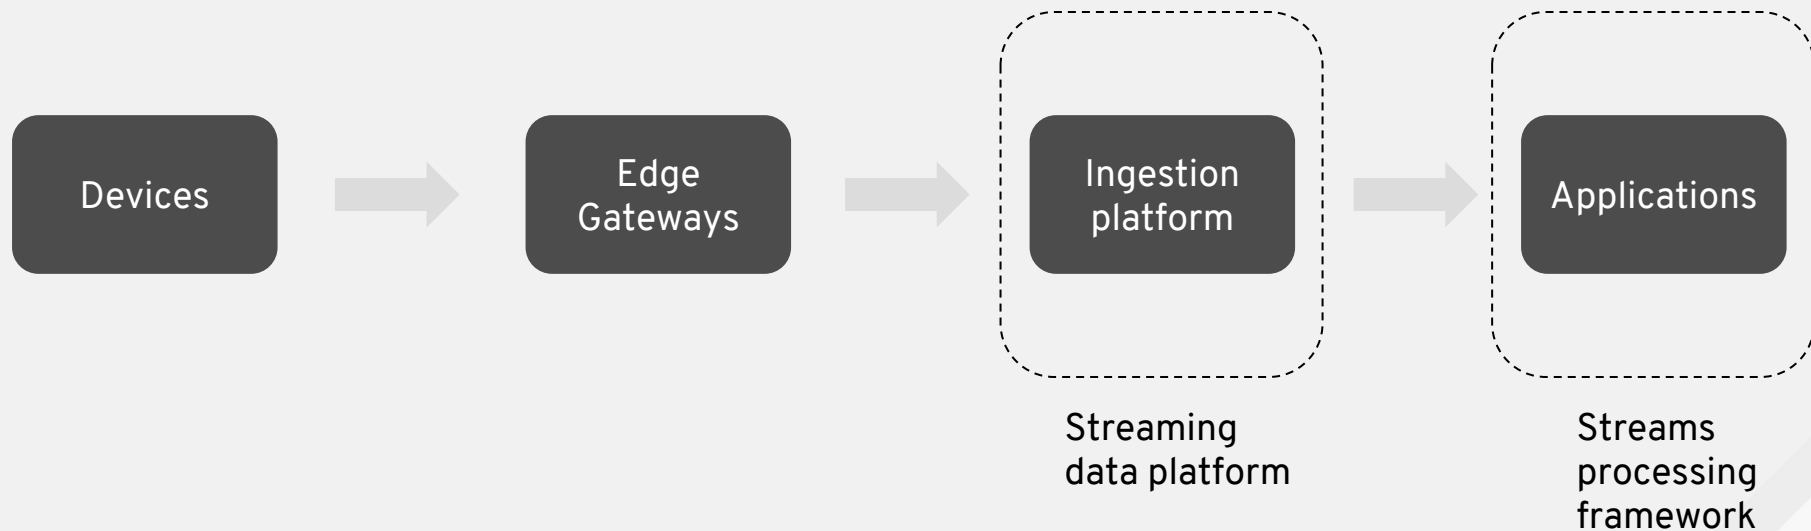 Devices
Edge
Gateways
Ingestion
platform
Applications
Streaming
data platform
Streams
processing
framework